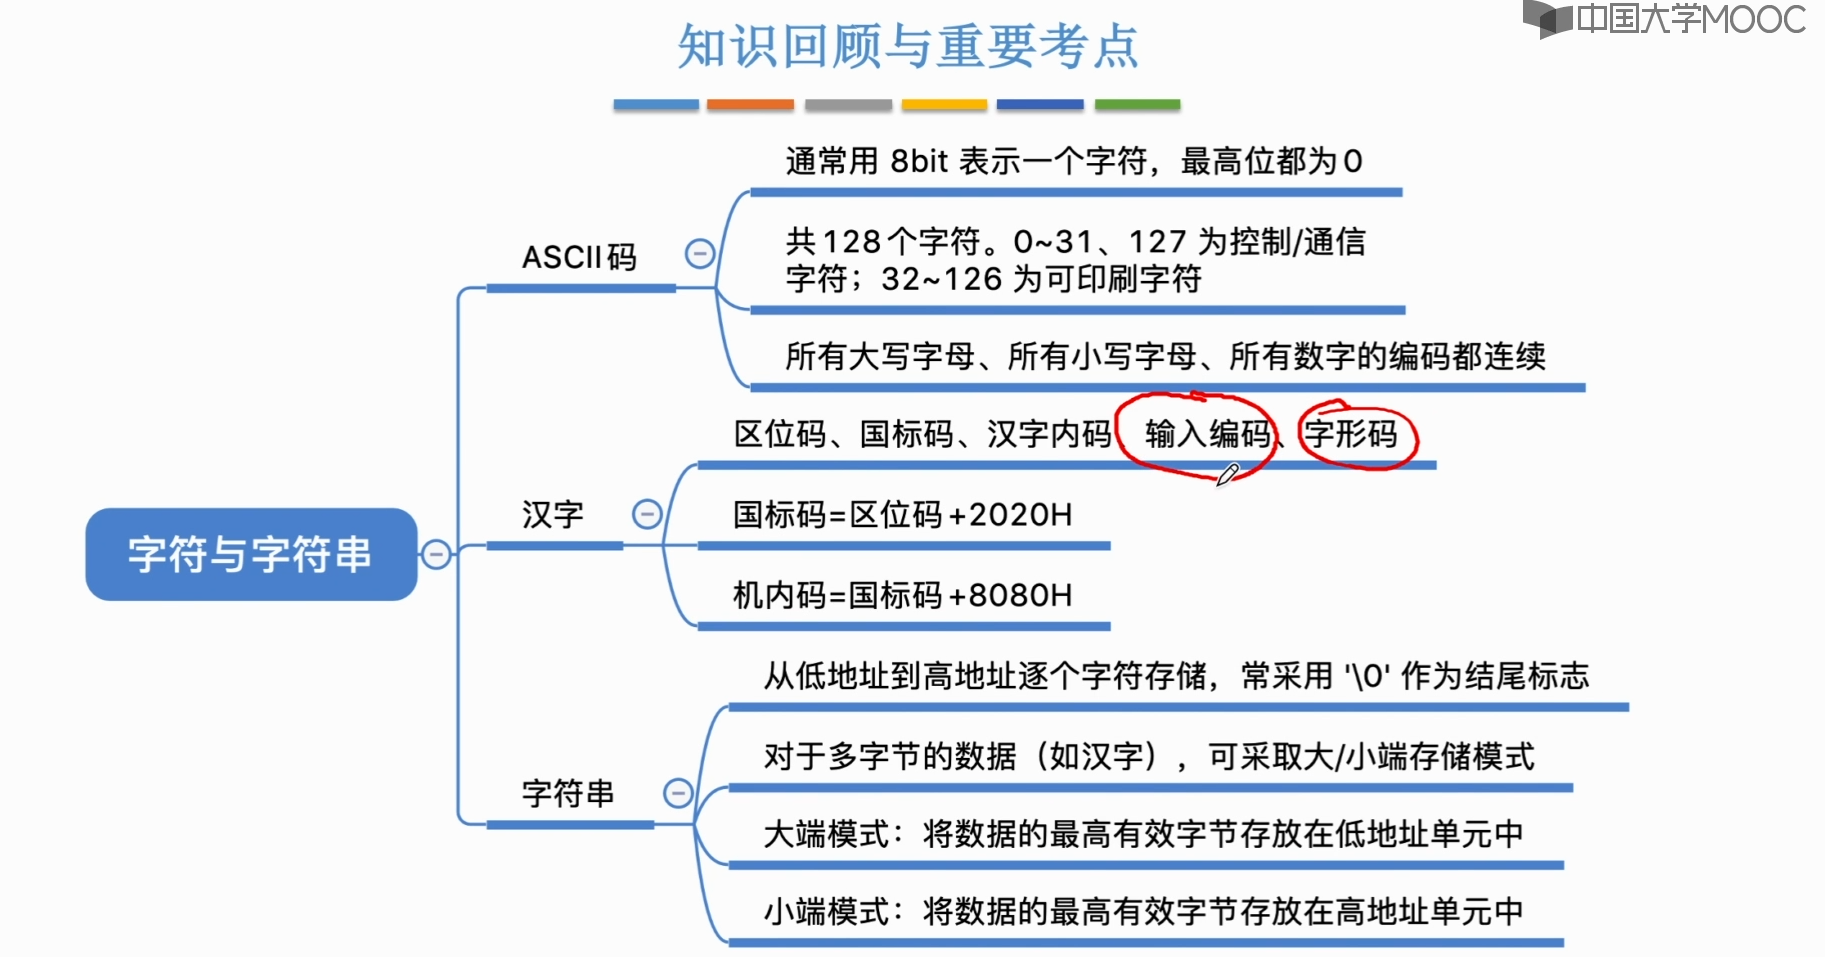 中国大学MOOC
知识回顾与重要考点
通常用 8bit 表示一个字符，最高位都为0
共128个字符。0~31、127 为控制/通信
字符；32~126 为可印刷字符
ASCII码
所有大写字母、所有小写字母、所有数字的编码都连续
区位码、国标码、汉字内码、输入编码、字形码
汉字
国标码=区位码+2020H
字符与字符串
机内码=国标码+8080H
从低地址到高地址逐个字符存储，常采用 '\0' 作为结尾标志
对于多字节的数据（如汉字），可采取大/小端存储模式
字符串
大端模式：将数据的最高有效字节存放在低地址单元中
小端模式：将数据的最高有效字节存放在高地址单元中